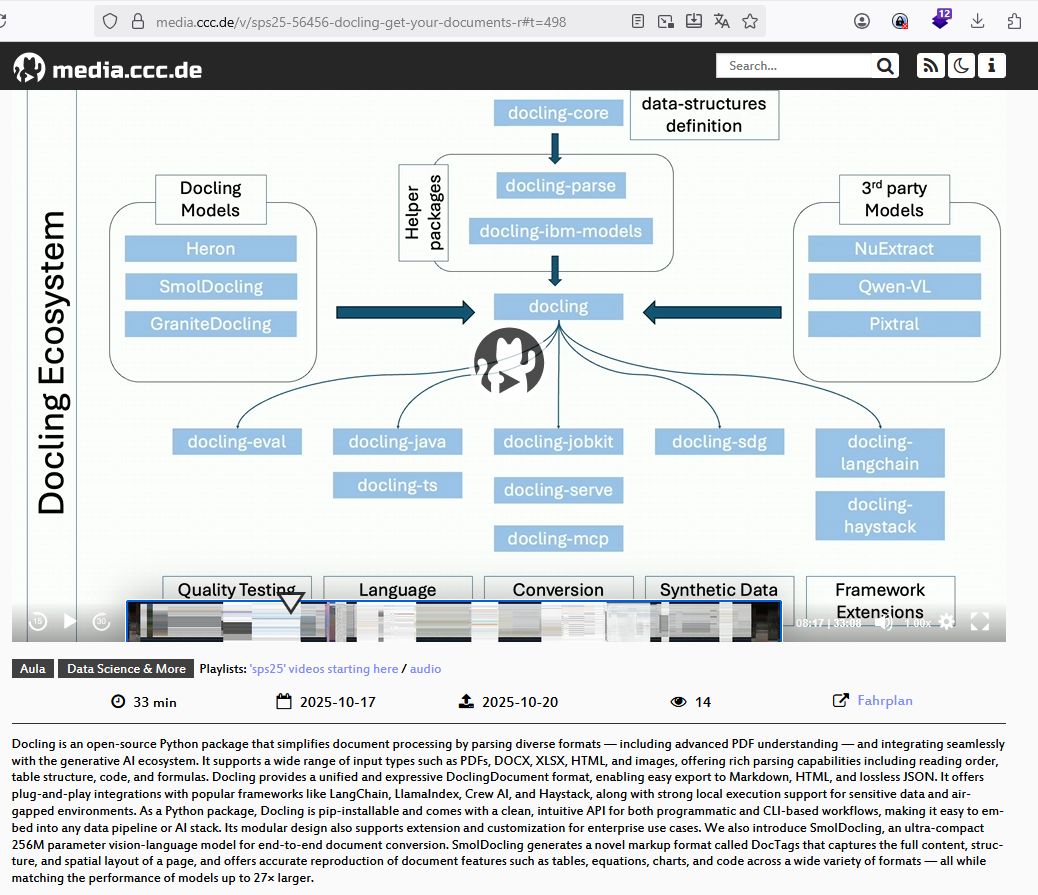 media.ccc.de/v/sps25-56456-docling-get-your-documents-r#t=498
12
media.ccc.de
Search...
Docling Ecosystem
docling-core
data-structures
definition
Docling
Models
Heron
SmolDocling
GraniteDocling
Helper
packages
docling-parse
docling-ibm-models
docling
3rd party
Models
NuExtract
Qwen-VL
Pixtral
docling-eval
docling-java
docling-ts
docling-jobkit
docling-serve
docling-mcp
docling-sdg
docling-
langchain
docling-
haystack
Quality Testing
Language
Conversion
Synthetic Data
Framework
Extensions
15
30
08:17 | 33:08
1.00x
Aula
Data Science & More
Playlists: 'sps25' videos starting here / audio
33 min
2025-10-17
2025-10-20
14
Fahrplan
Docling is an open-source Python package that simplifies document processing by parsing diverse formats — including advanced PDF understanding — and integrating seamlessly
with the generative AI ecosystem. It supports a wide range of input types such as PDFs, DOCX, XLSX, HTML, and images, offering rich parsing capabilities including reading order,
table structure, code, and formulas. Docling provides a unified and expressive DoclingDocument format, enabling easy export to Markdown, HTML, and lossless JSON. It offers
plug-and-play integrations with popular frameworks like LangChain, LlamaIndex, Crew AI, and Haystack, along with strong local execution support for sensitive data and air-
gapped environments. As a Python package, Docling is pip-installable and comes with a clean, intuitive API for both programmatic and CLI-based workflows, making it easy to em-
bed into any data pipeline or AI stack. Its modular design also supports extension and customization for enterprise use cases. We also introduce SmolDocling, an ultra-compact
256M parameter vision-language model for end-to-end document conversion. SmolDocling generates a novel markup format called DocTags that captures the full content, struc-
ture, and spatial layout of a page, and offers accurate reproduction of document features such as tables, equations, charts, and code across a wide variety of formats — all while
matching the performance of models up to 27× larger.